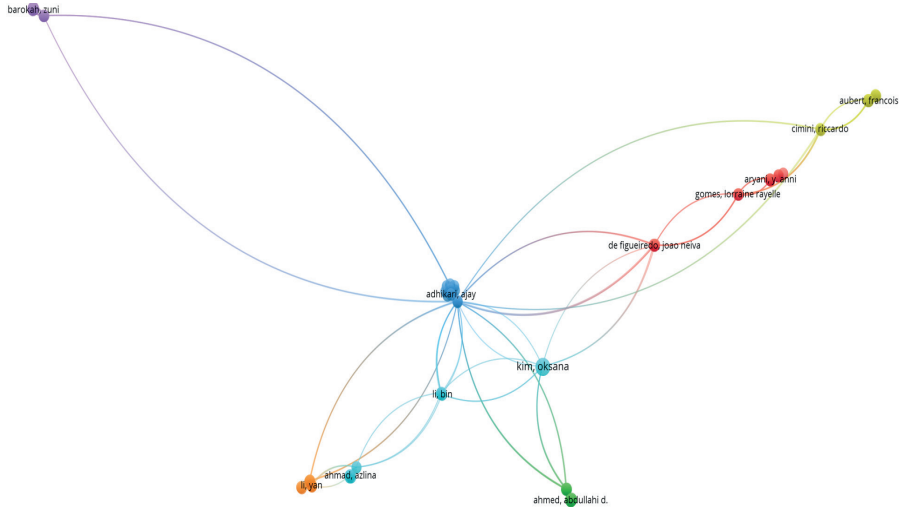 barokah, zuni
aubert, francois
cimini, riccardo
aryani, y. anni
gomes, lorraine rayelle
de figueiredo, joao neiva
adhikari, ajay
kim, oksana
li, bin
ahmad, azlina
li, yan
ahmed, abdullahi d.